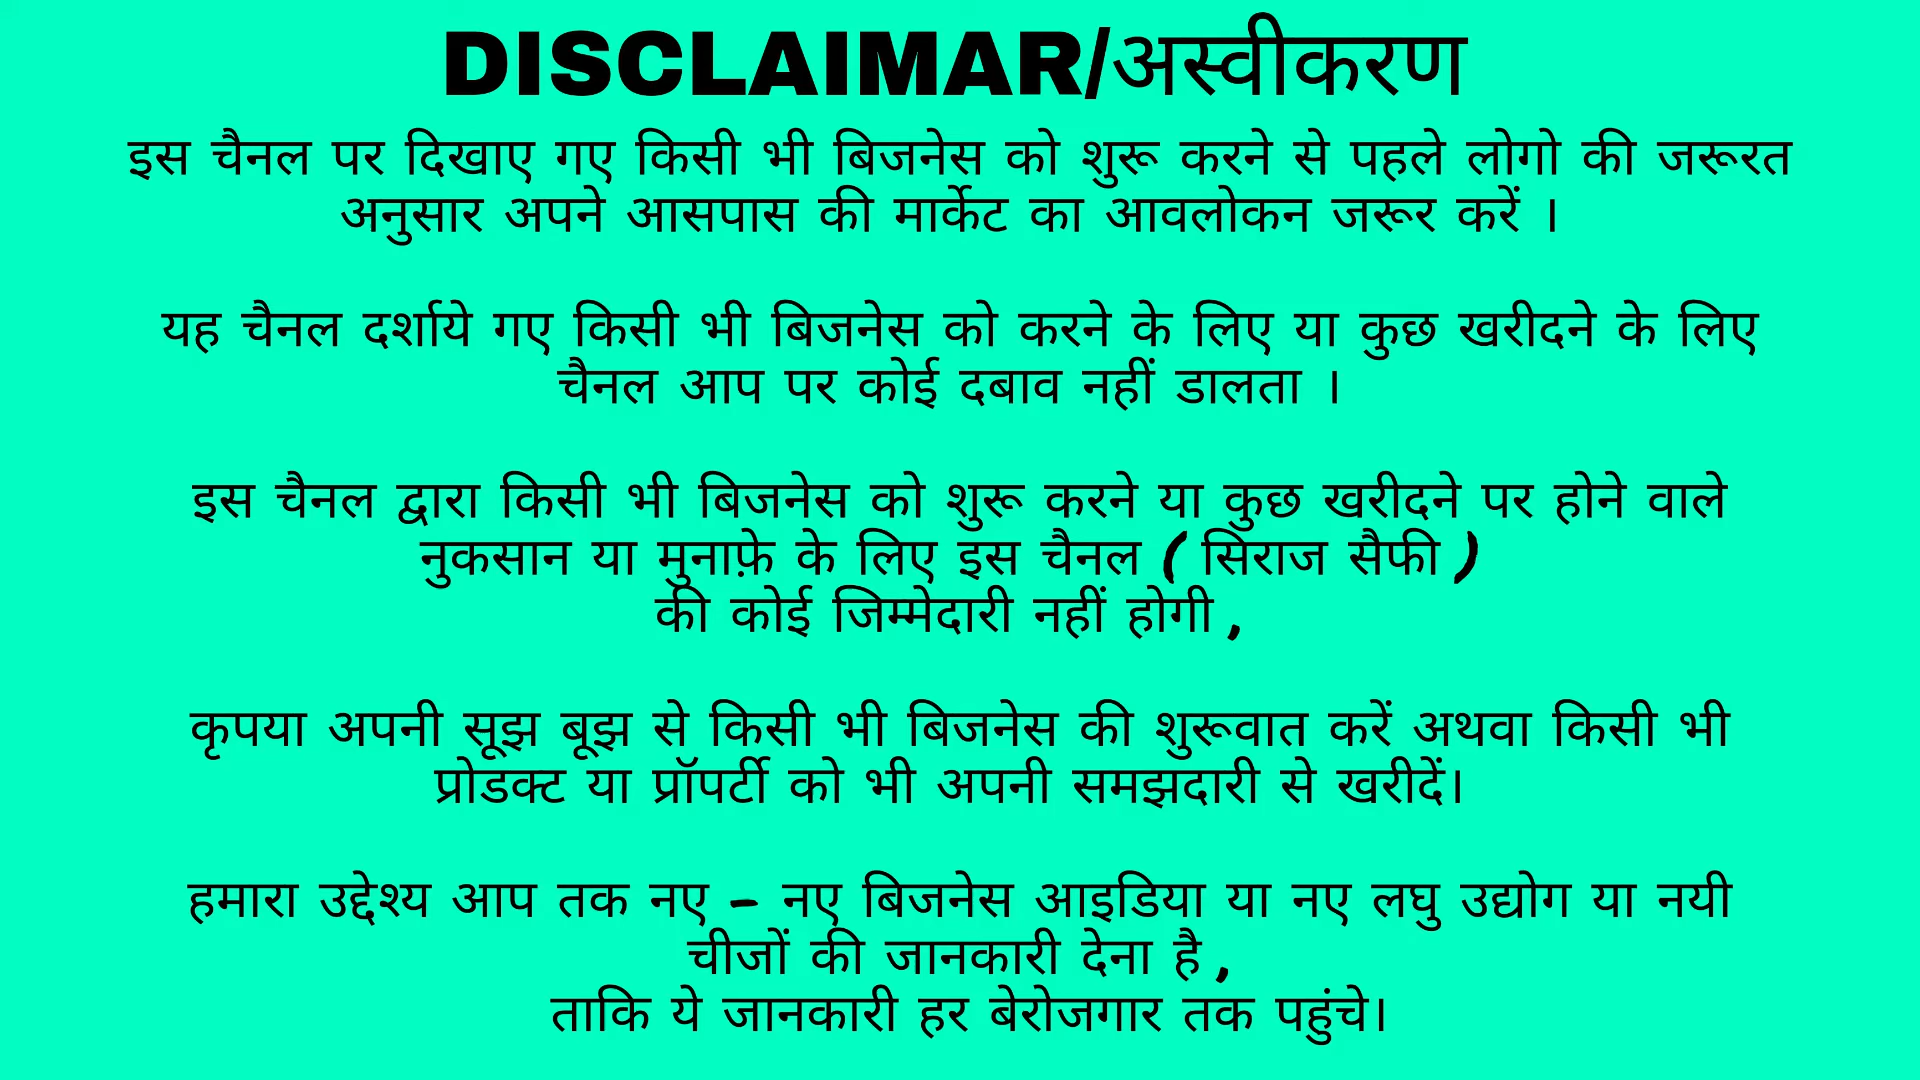 DISCLAIMAR/अस्वीकरण
इस चैनल पर दिखाए गए किसी भी बिजनेस को शुरू करने से पहले लोगो की जरूरत
अनुसार अपने आसपास की मार्केट का आवलोकन जरूर करें ।
यह चैनल दर्शाये गए किसी भी बिजनेस को करने के लिए या कुछ खरीदने के लिए
चैनल आप पर कोई दबाव नहीं डालता ।
इस चैनल द्वारा किसी भी बिजनेस को शुरू करने या कुछ खरीदने पर होने वाले
नुकसान या मुनाफ़े के लिए इस चैनल ( सिराज सैफी )
की कोई जिम्मेदारी नहीं होगी ,
कृपया अपनी सूझ बूझ से किसी भी बिजनेस की शुरूवात करें अथवा किसी भी
प्रोडक्ट या प्रॉपर्टी को भी अपनी समझदारी से खरीदें।
हमारा उद्देश्य आप तक नए - नए बिजनेस आइडिया या नए लघु उद्योग या नयी
चीजों की जानकारी देना है ,
ताकि ये जानकारी हर बेरोजगार तक पहुंचे।